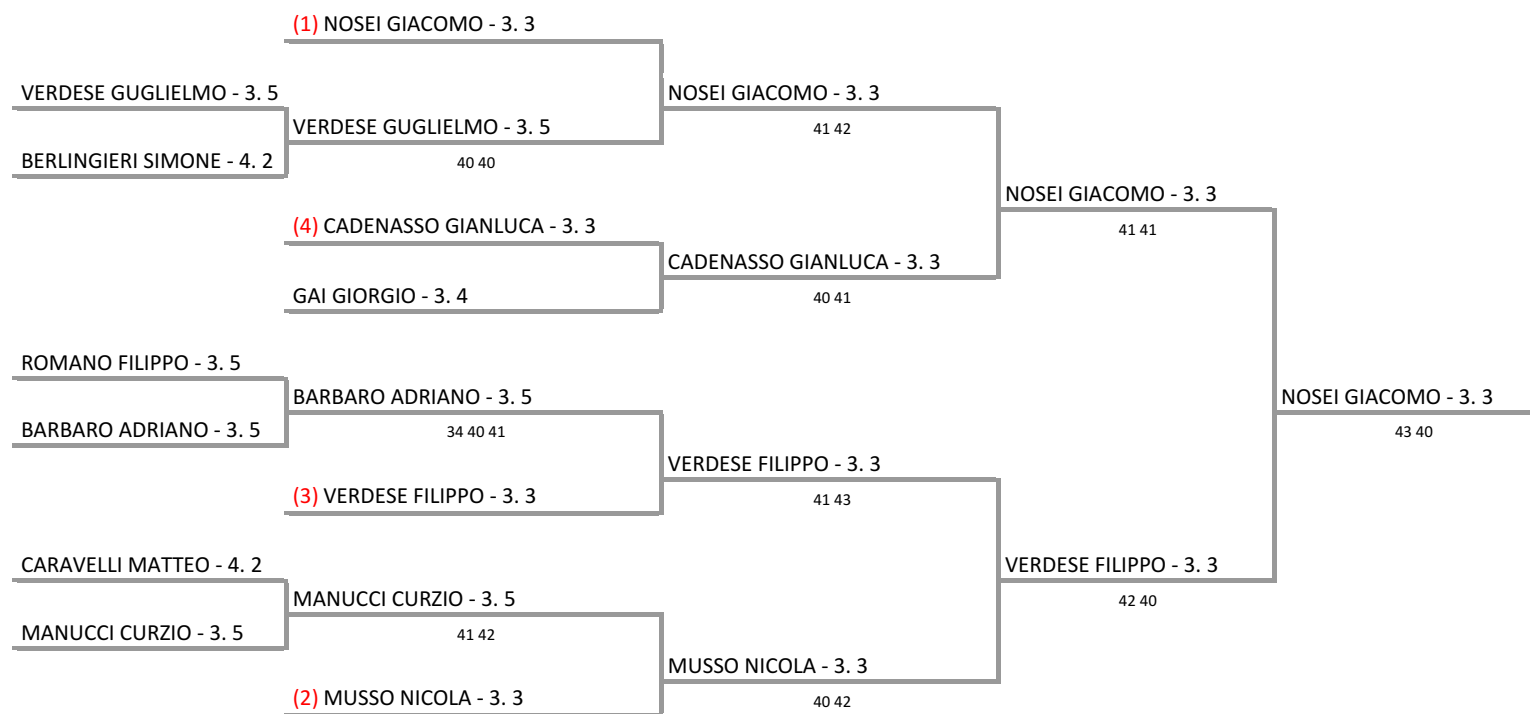 (1) NOSEI GIACOMO - 3. 3
VERDESE GUGLIELMO - 3. 5
NOSEI GIACOMO - 3. 3
VERDESE GUGLIELMO - 3. 5
41 42
BERLINGIERI SIMONE - 4. 2
40 40
NOSEI GIACOMO - 3. 3
(4) CADENASSO GIANLUCA - 3. 3
41 41
CADENASSO GIANLUCA - 3. 3
GAI GIORGIO - 3. 4
40 41
ROMANO FILIPPO - 3. 5
BARBARO ADRIANO - 3. 5
NOSEI GIACOMO - 3. 3
BARBARO ADRIANO - 3. 5
34 40 41
43 40
VERDESE FILIPPO - 3. 3
(3) VERDESE FILIPPO - 3. 3
41 43
CARAVELLI MATTEO - 4. 2
VERDESE FILIPPO - 3. 3
MANUCCI CURZIO - 3. 5
42 40
MANUCCI CURZIO - 3. 5
41 42
MUSSO NICOLA - 3. 3
(2) MUSSO NICOLA - 3. 3
40 42